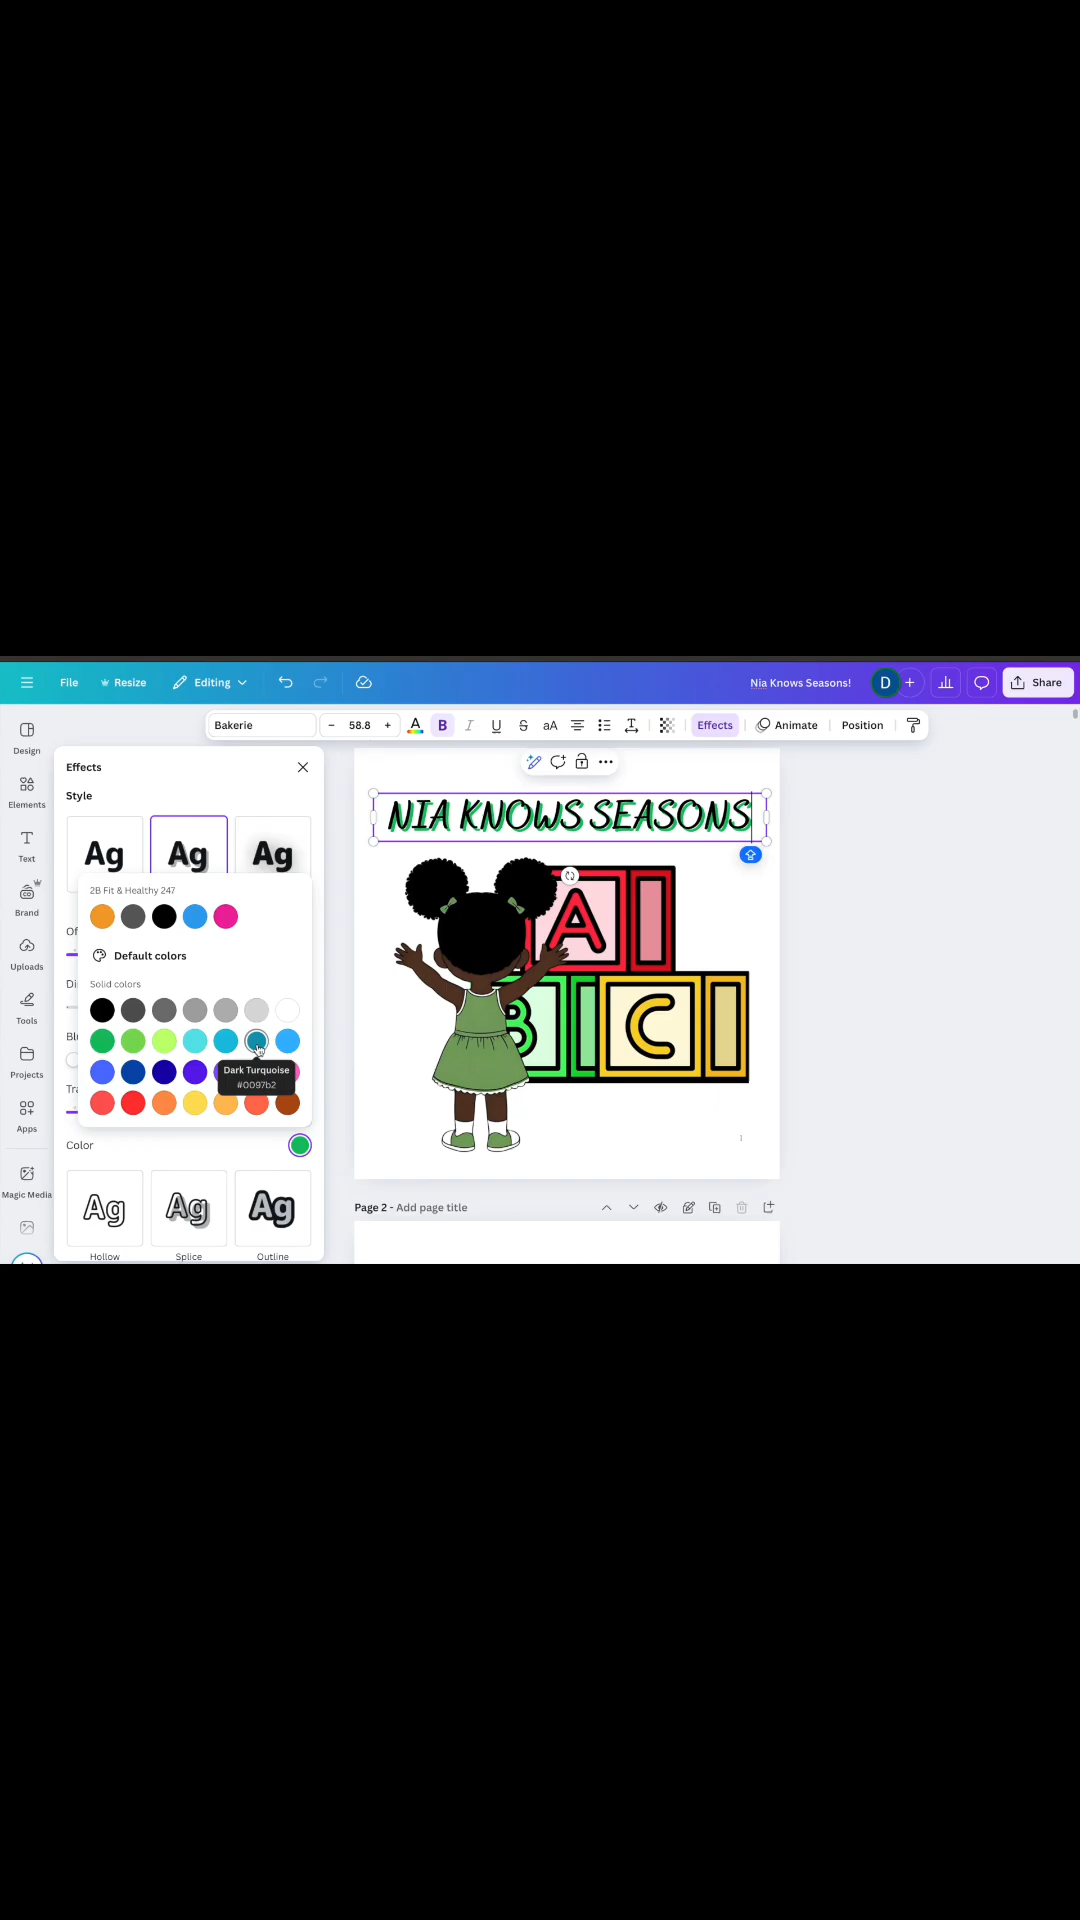 File Resize Editing Nia Knows Seasons! D Share
Bakerie 58.8 A B I U S aA Effects Animate Position
Design
Elements
Text
Brand
Uploads
Tools
Projects
Apps
Magic Media
Effects
Style
Ag Ag Ag
2B Fit & Healthy 247
Default colors
Solid colors
Dark Turquoise
#0097b2
Color
Ag Ag Ag
Hollow Splice Outline
NIA KNOWS SEASONS
A
B C
1
Page 2 - Add page title